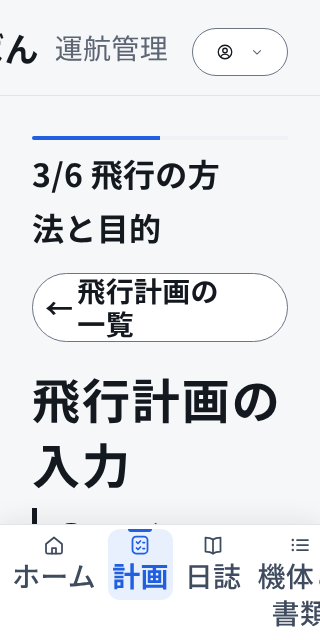 ん 運航管理
3/6 飛行の方
法と目的
← 飛行計画の
一覧
飛行計画の
入力
ホーム 計画 日誌 機体
書類